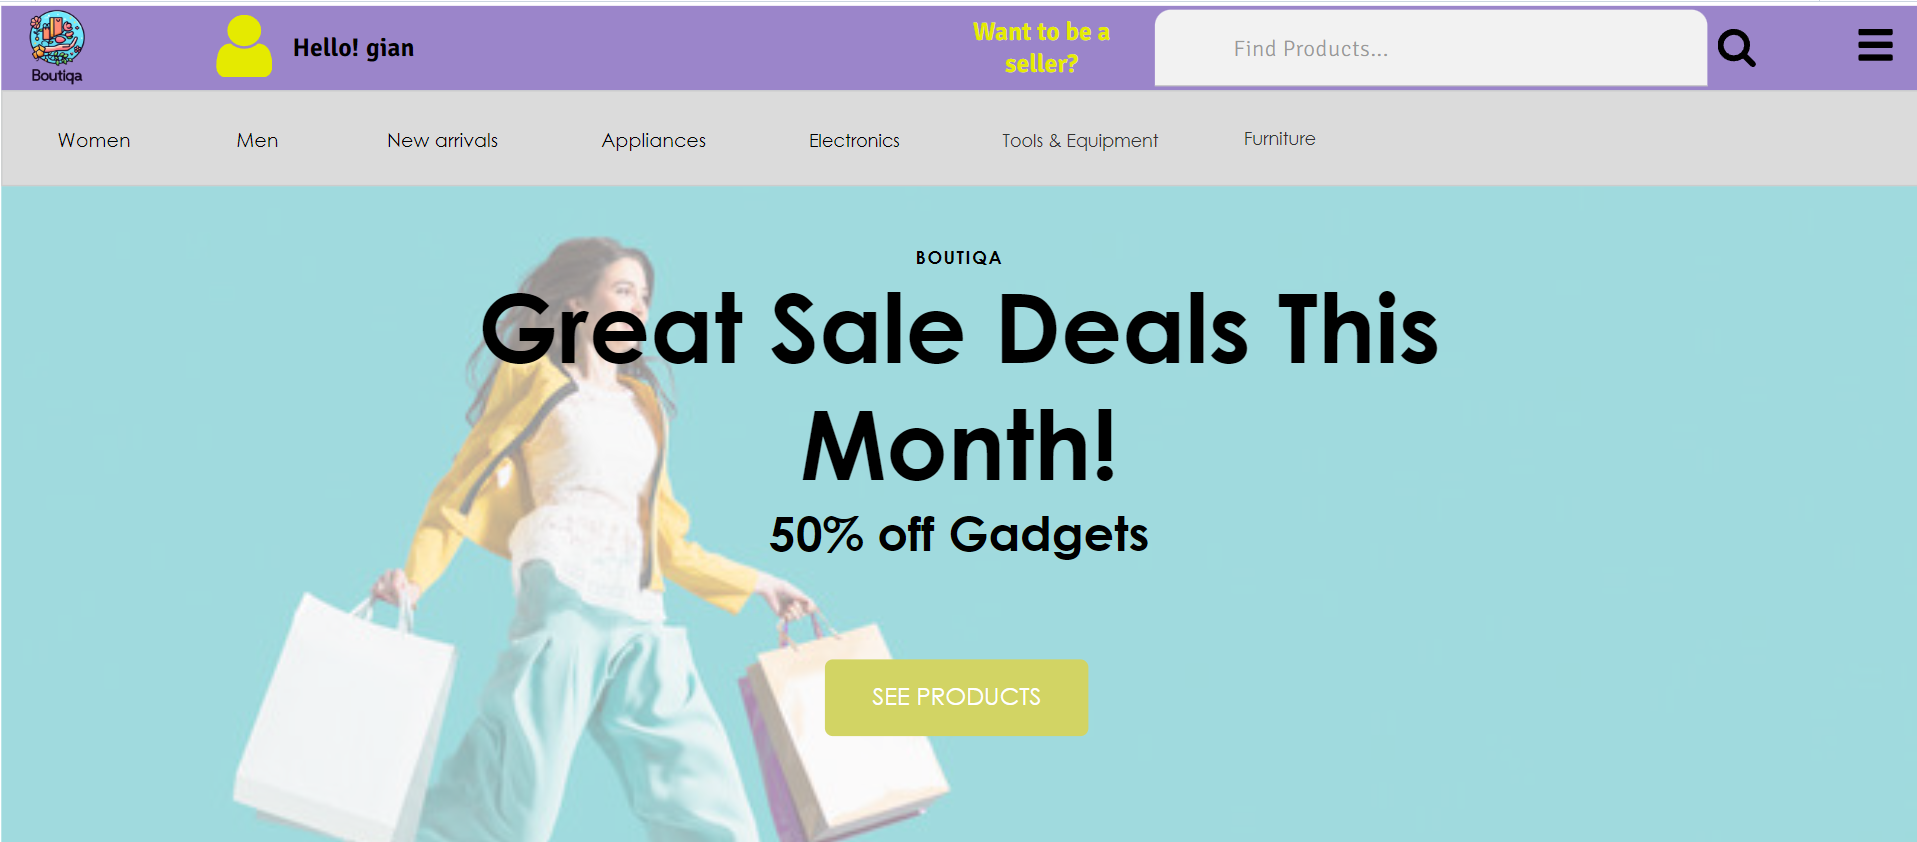 Boutiqa
Hello! gian
Want to be a
seller?
Find Products...
Women
Men
New arrivals
Appliances
Electronics
Tools & Equipment
Furniture
BOUTIQA
Great Sale Deals This
Month!
50% off Gadgets
SEE PRODUCTS